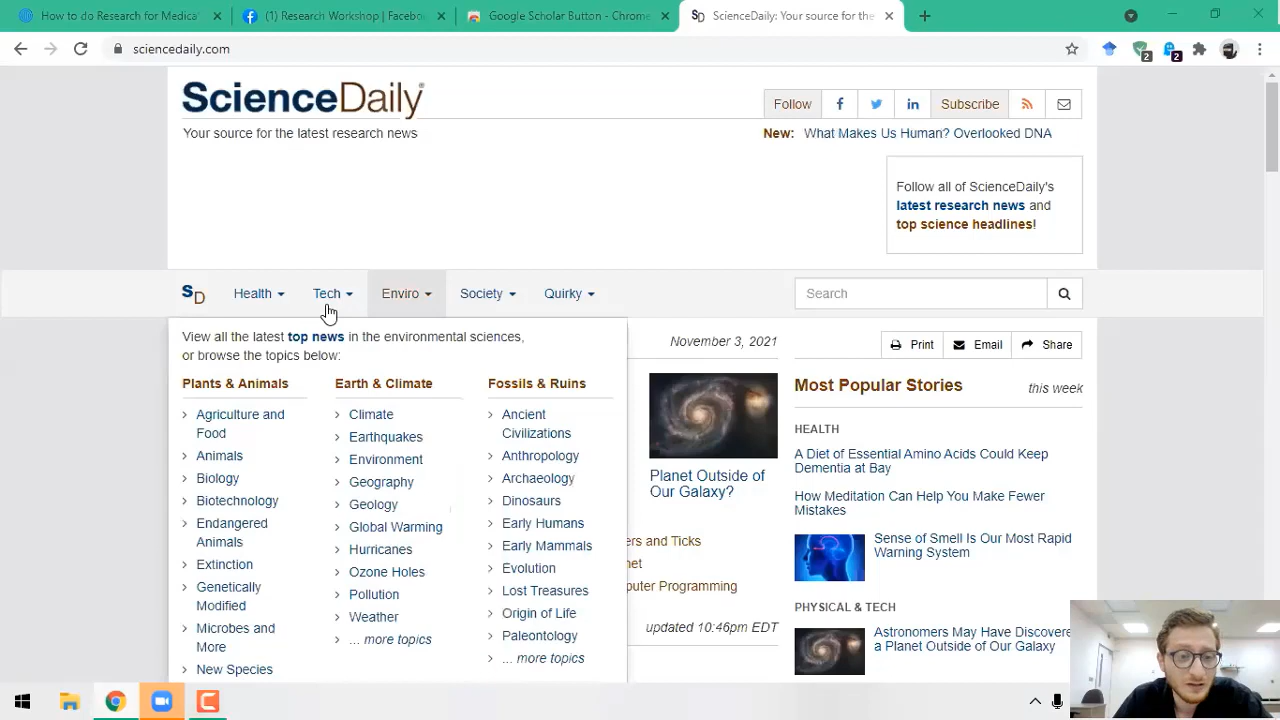 How to do Research for Medica
(1) Research Workshop | Faceb
Google Scholar Button - Chrome
SD
ScienceDaily: Your source for the
sciencedaily.com
2
2
ScienceDaily
Your source for the latest research news
Follow
Subscribe
New: What Makes Us Human? Overlooked DNA
Follow all of ScienceDaily's
latest research news and
top science headlines!
SD
Health
Tech
Enviro
Society
Quirky
Search
View all the latest top news in the environmental sciences,
or browse the topics below:
Plants & Animals
Agriculture and
Food
Animals
Biology
Biotechnology
Endangered
Animals
Extinction
Genetically
Modified
Microbes and
More
New Species
Earth & Climate
Climate
Earthquakes
Environment
Geography
Geology
Global Warming
Hurricanes
Ozone Holes
Pollution
Weather
... more topics
Fossils & Ruins
Ancient
Civilizations
Anthropology
Archaeology
Dinosaurs
Early Humans
Early Mammals
Evolution
Lost Treasures
Origin of Life
Paleontology
... more topics
November 3, 2021
Planet Outside of
Our Galaxy?
ers and Ticks
net
puter Programming
updated 10:46pm EDT
Print
Email
Share
Most Popular Stories
this week
HEALTH
A Diet of Essential Amino Acids Could Keep
Dementia at Bay
How Meditation Can Help You Make Fewer
Mistakes
Sense of Smell Is Our Most Rapid
Warning System
PHYSICAL & TECH
Astronomers May Have Discovere
a Planet Outside of Our Galaxy